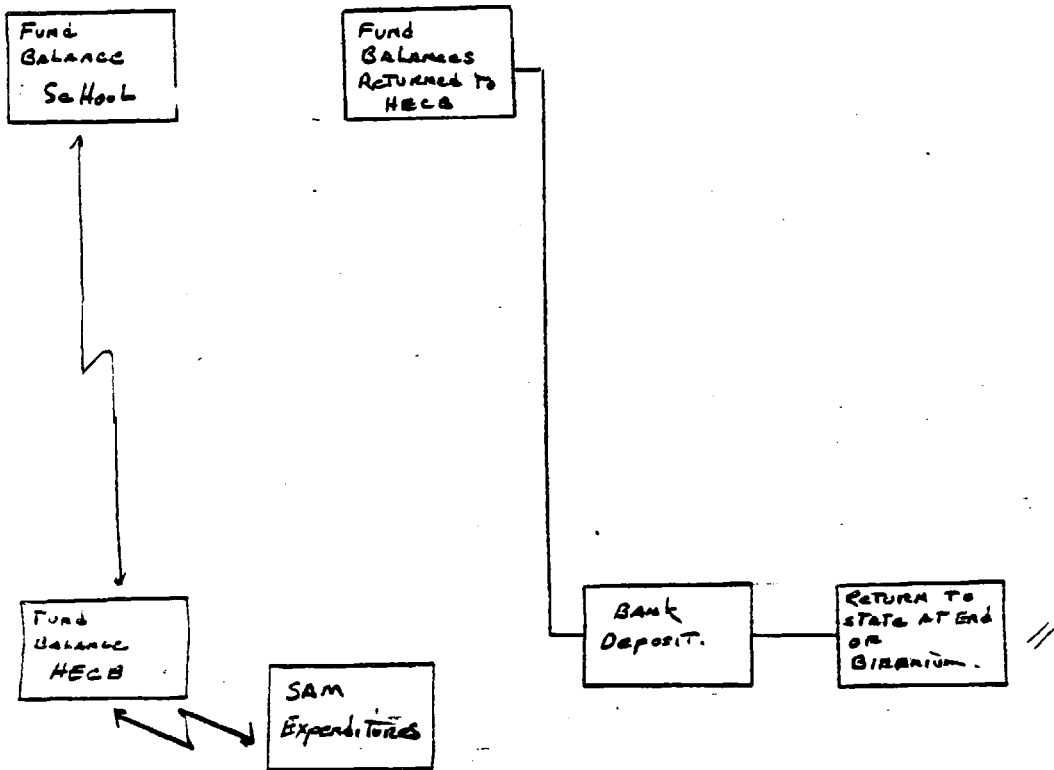 Fund
Balance
School
Fund
Balances
Returned to
HECB
Fund
Balance
HECB
SAM
Expenditures
Bank
Deposit.
Return to
State at End
OF
Biennium.